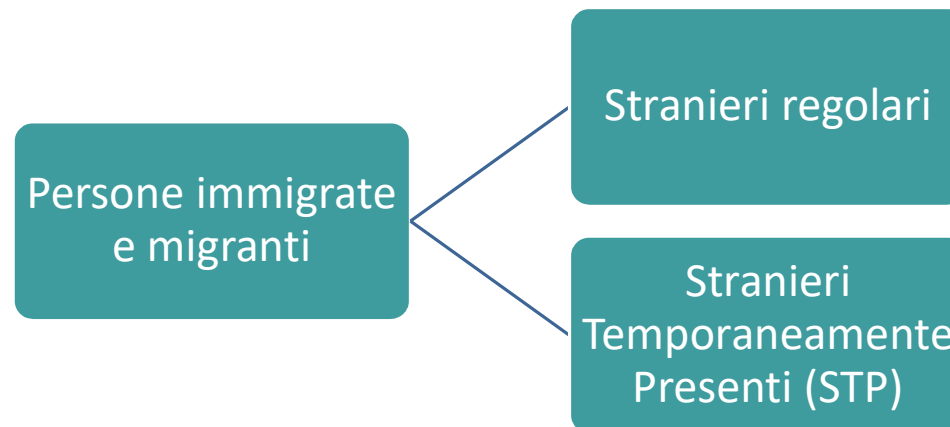 Persone immigrate
e migranti
Stranieri regolari
Stranieri
Temporaneamente
Presenti (STP)